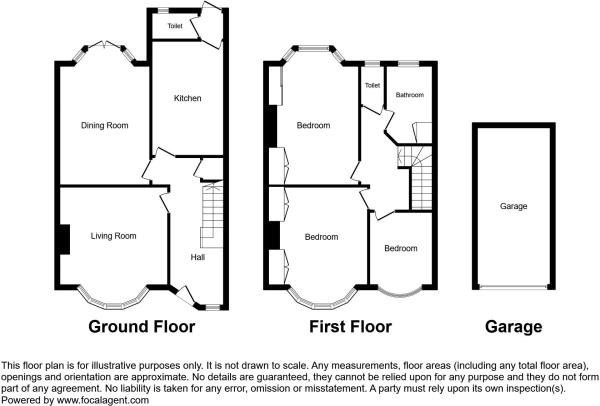 Toilet
Kitchen
Dining Room
Living Room
Hall
Ground Floor
Toilet
Bathroom
Bedroom
Bedroom
Bedroom
First Floor
Garage
Garage
This floor plan is for illustrative purposes only. It is not drawn to scale. Any measurements, floor areas (including any total floor area),
openings and orientation are approximate. No details are guaranteed, they cannot be relied upon for any purpose and they do not form
part of any agreement. No liability is taken for any error, omission or misstatement. A party must rely upon its own inspection(s).
Powered by www.focalagent.com